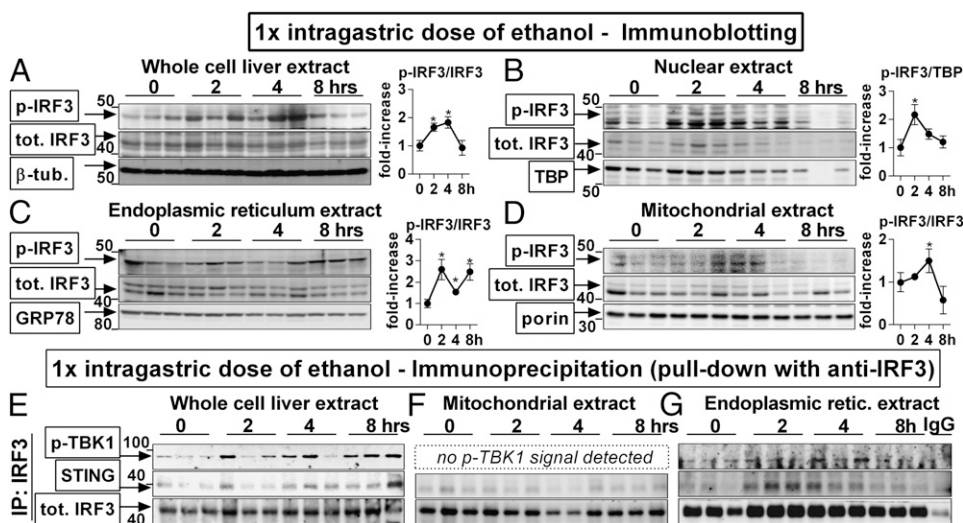 1x intragastric dose of ethanol - Immunoblotting
A
Whole cell liver extract
0 2 4 8 hrs
p-IRF3
50
tot. IRF3
40
β-tub.
50
p-IRF3/IRF3
fold-increase
3
2
1
0
* *
0 2 4 8h
B
Nuclear extract
0 2 4 8 hrs
p-IRF3
50
tot. IRF3
40
TBP
50
p-IRF3/TBP
fold-increase
3
2
1
0
*
0 2 4 8h
C
Endoplasmic reticulum extract
0 2 4 8 hrs
p-IRF3
50
tot. IRF3
40
GRP78
80
p-IRF3/IRF3
fold-increase
4
3
2
1
0
* * *
0 2 4 8h
D
Mitochondrial extract
0 2 4 8 hrs
p-IRF3
50
tot. IRF3
40
porin
30
p-IRF3/IRF3
fold-increase
2
1
0
*
0 2 4 8h
1x intragastric dose of ethanol - Immunoprecipitation (pull-down with anti-IRF3)
IP: IRF3
E
Whole cell liver extract
0 2 4 8 hrs
p-TBK1
100
STING
40
tot. IRF3
40
F
Mitochondrial extract
0 2 4 8 hrs
no p-TBK1 signal detected
G
Endoplasmic retic. extract
0 2 4 8h IgG